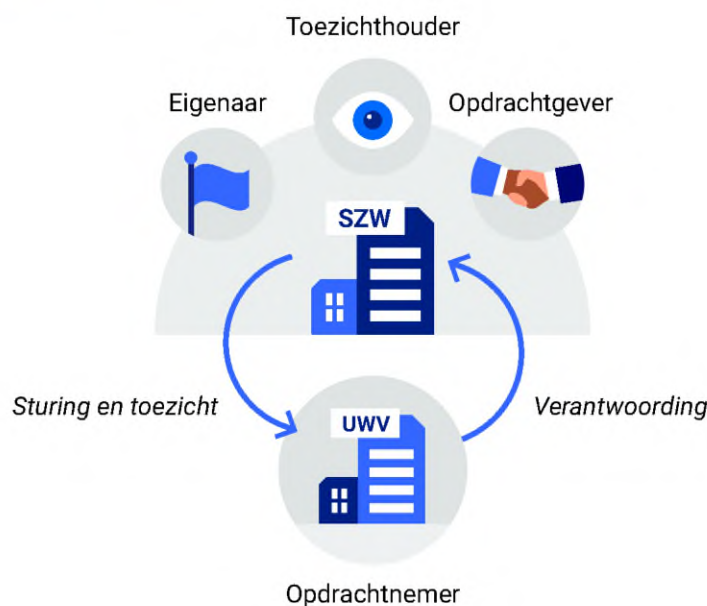 Toezichthouder
Eigenaar
Opdrachtgever
SZW
Sturing en toezicht
Verantwoording
UWV
Opdrachtnemer